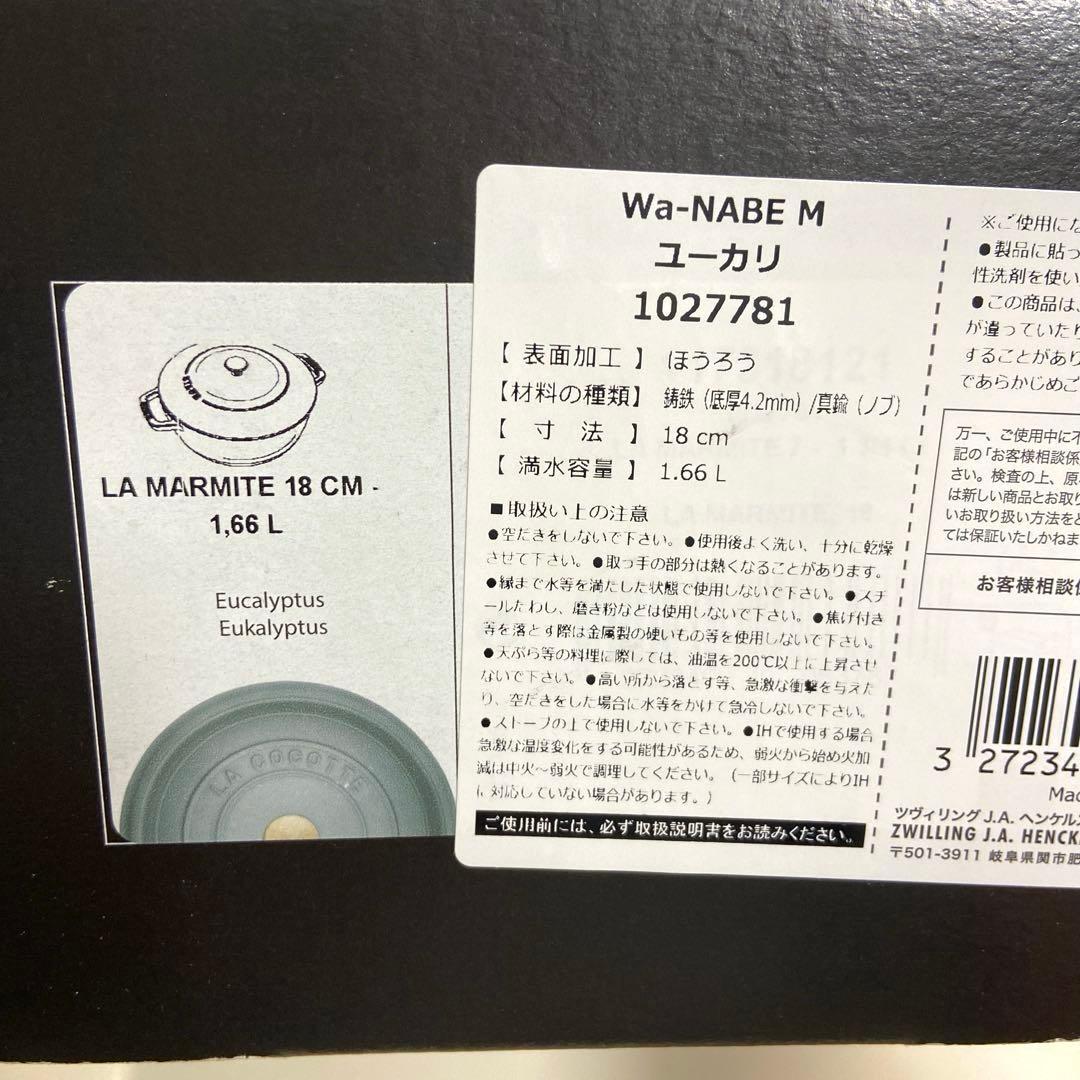 LA MARMITE 18 CM -
1,66 L
Eucalyptus
Eukalyptus
LA COCOTTE
Wa-NABE M
ユーカリ
1027781
【 表面加工 】 ほうろう
【材料の種類】 鋳鉄（底厚4.2mm）/真鍮（ノブ）
【 寸 法 】 18 cm
【 満水容量 】 1.66 L
■取扱い上の注意
●空だきをしないで下さい。●使用後よく洗い、十分に乾燥
させて下さい。●取っ手の部分は熱くなることがあります。
●縁まで水等を満たした状態で使用しないで下さい。●スチ
ールたわし、磨き粉などは使用しないで下さい。●焦げ付き
等を落とす際は金属製の硬いもの等を使用しないで下さい。
●天ぷら等の料理に際しては、油温を200℃以上に上昇させ
ないで下さい。●高い所から落とす等、急激な衝撃を与えた
り、空だきをした場合に水等をかけて急冷しないで下さい。
●ストーブの上で使用しないで下さい。●IHで使用する場合
急激な温度変化をする可能性があるため、弱火から始め火加
減は中火～弱火で調理してください。（一部サイズによりIH
に対応していない場合があります。）
ご使用前には、必ず取扱説明書をお読みください。
※ご使用にな
●製品に貼っ
性洗剤を使い
●この商品は、
が違っていたり
することがあり
であらかじめご
万一、ご使用中に不
記の「お客様相談係
さい。検査の上、原
は新しい商品とお取り
いお取り扱い方法をと
ては保証いたしかねま
お客様相談係
3 27234
Mad
ツヴィリング J.A. ヘンケルス
ZWILLING J.A. HENCKE
〒501-3911 岐阜県関市肥